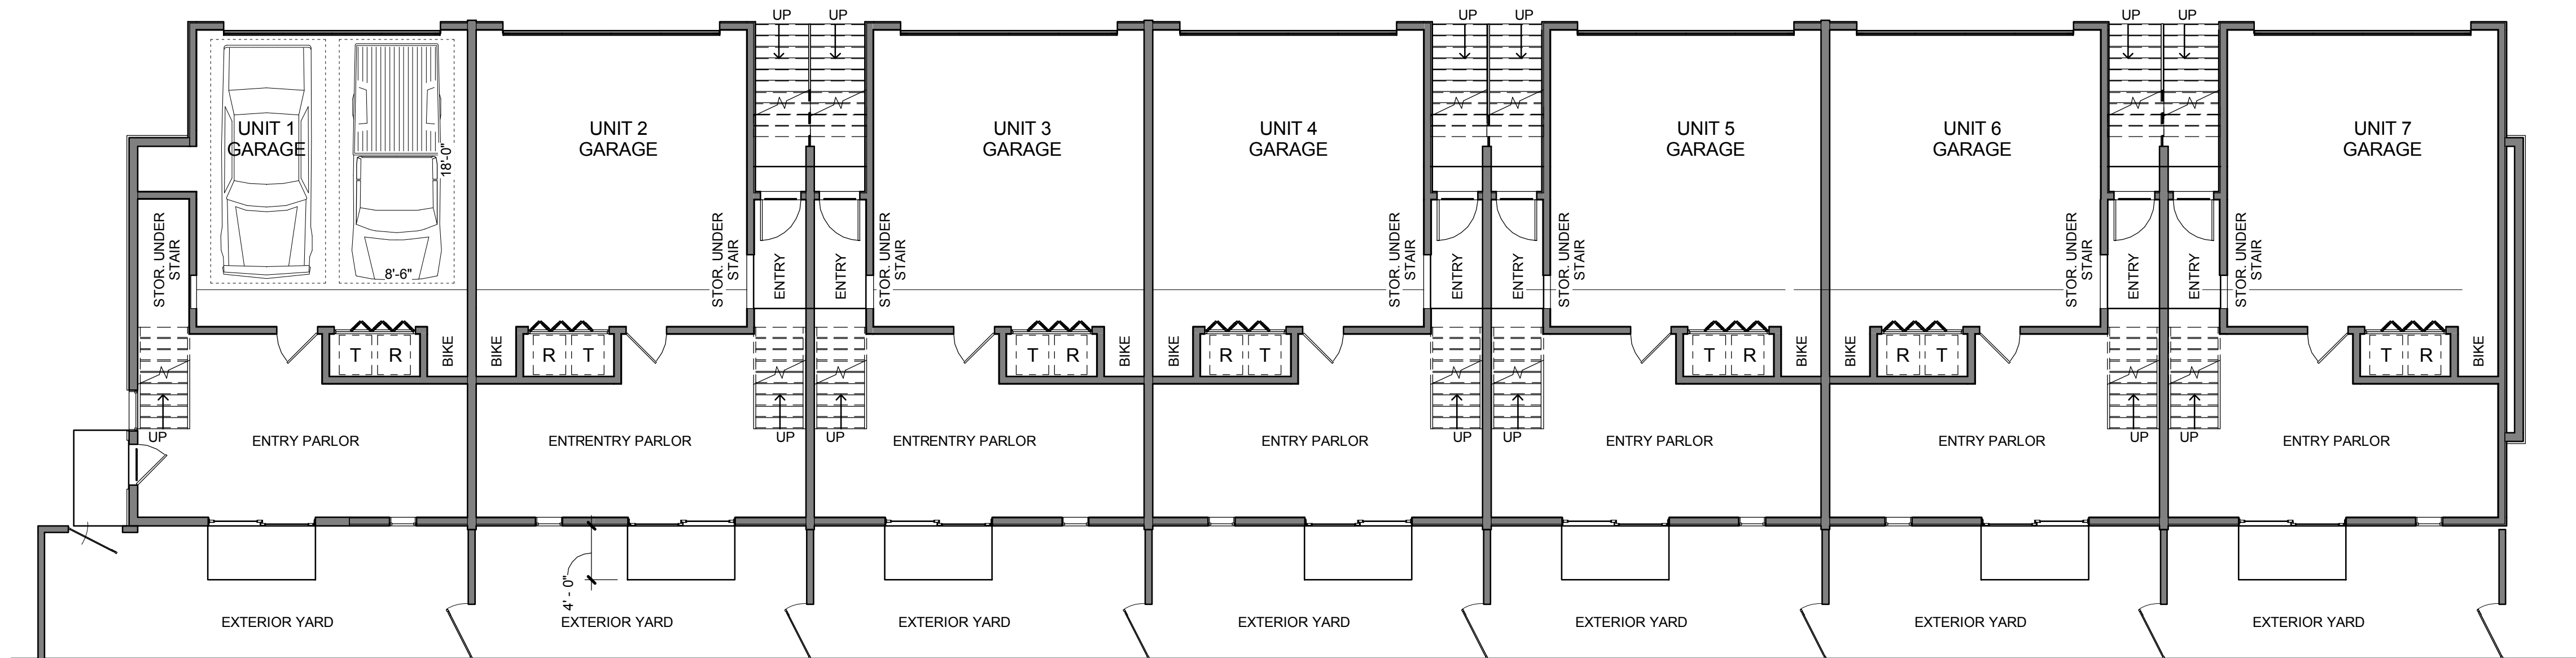 UP UP UP UP UP UP
UNIT 1
GARAGE
UNIT 2
GARAGE
UNIT 3
GARAGE
UNIT 4
GARAGE
UNIT 5
GARAGE
UNIT 6
GARAGE
UNIT 7
GARAGE
18'-0"
8'-6"
STOR. UNDER
STAIR
STOR. UNDER
STAIR
ENTRY
ENTRY
STOR. UNDER
STAIR
STOR. UNDER
STAIR
ENTRY
ENTRY
STOR. UNDER
STAIR
STOR. UNDER
STAIR
ENTRY
ENTRY
STOR. UNDER
STAIR
T R BIKE
BIKE R T
T R BIKE
BIKE R T
T R BIKE
BIKE R T
T R BIKE
UP UP UP UP UP UP UP
ENTRY PARLOR
ENTRENTRY PARLOR
ENTRENTRY PARLOR
ENTRY PARLOR
ENTRY PARLOR
ENTRY PARLOR
ENTRY PARLOR
4' - 0"
EXTERIOR YARD
EXTERIOR YARD
EXTERIOR YARD
EXTERIOR YARD
EXTERIOR YARD
EXTERIOR YARD
EXTERIOR YARD